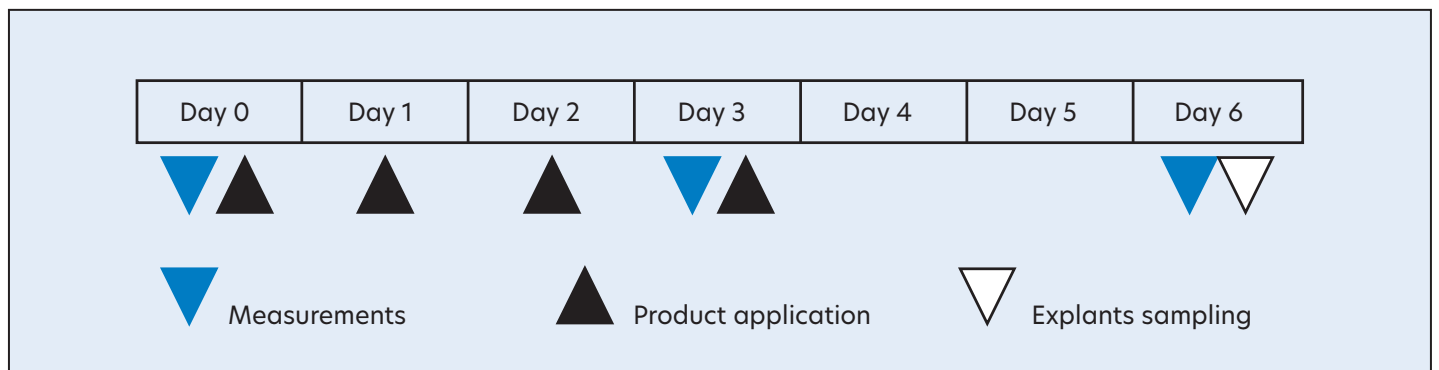 Day 0 Day 1 Day 2 Day 3 Day 4 Day 5 Day 6
Measurements Product application Explants sampling